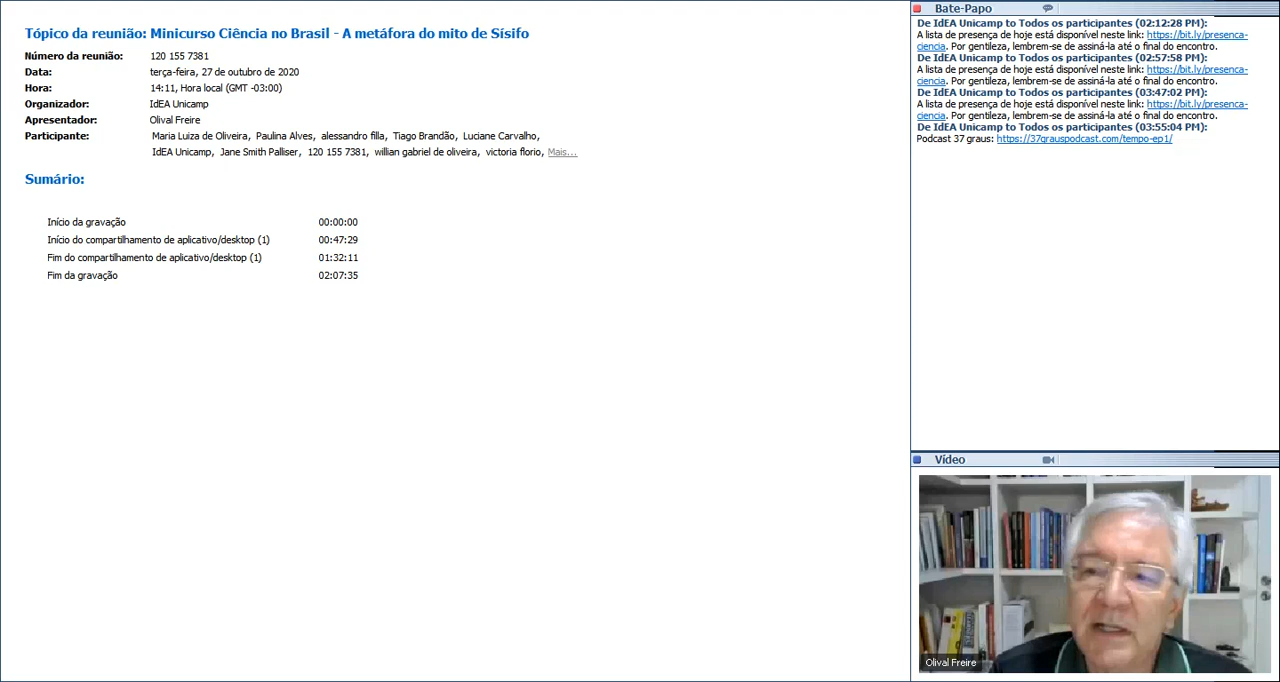 Tópico da reunião: Minicurso Ciência no Brasil - A metáfora do mito de Sísifo
Número da reunião: 120 155 7381
Data: terça-feira, 27 de outubro de 2020
Hora: 14:11, Hora local (GMT -03:00)
Organizador: IdEA Unicamp
Apresentador: Olival Freire
Participante: Maria Luiza de Oliveira, Paulina Alves, alessandro filla, Tiago Brandão, Luciane Carvalho,
IdEA Unicamp, Jane Smith Palliser, 120 155 7381, willian gabriel de oliveira, victoria florio, Mais...
Sumário:
Início da gravação 00:00:00
Início do compartilhamento de aplicativo/desktop (1) 00:47:29
Fim do compartilhamento de aplicativo/desktop (1) 01:32:11
Fim da gravação 02:07:35
Bate-Papo
De IdEA Unicamp to Todos os participantes (02:12:28 PM):
A lista de presença de hoje está disponível neste link: https://bit.ly/presenca-
ciencia. Por gentileza, lembrem-se de assiná-la até o final do encontro.
De IdEA Unicamp to Todos os participantes (02:57:58 PM):
A lista de presença de hoje está disponível neste link: https://bit.ly/presenca-
ciencia. Por gentileza, lembrem-se de assiná-la até o final do encontro.
De IdEA Unicamp to Todos os participantes (03:47:02 PM):
A lista de presença de hoje está disponível neste link: https://bit.ly/presenca-
ciencia. Por gentileza, lembrem-se de assiná-la até o final do encontro.
De IdEA Unicamp to Todos os participantes (03:55:04 PM):
Podcast 37 graus: https://37grauspodcast.com/tempo-ep1/
Vídeo
Olival Freire